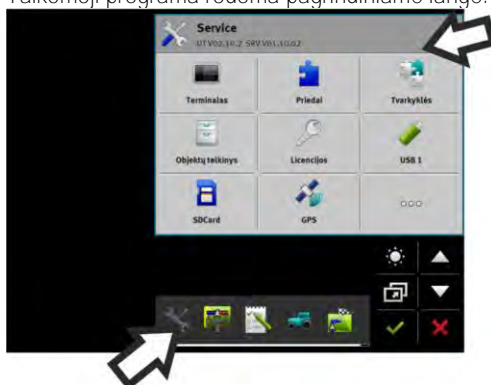 Taikomoji programa rodoma pagrindiniame lange.
Service
UT V02.10.2 SRV V01.10.02
Terminalas
Priedai
Tvarkyklės
Objektų telkinys
Licencijos
USB 1
SDCard
GPS